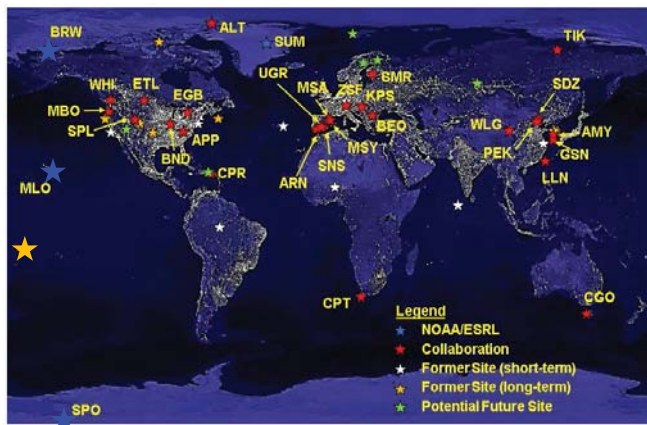 BRW
ALT
SUM
TIK
WHI
ETL
EGB
UGR
MSA
ZSF
BMR
KPS
SDZ
MBO
SPL
BEO
WLG
AMY
PEK
GSN
APP
BND
MSY
SNS
ARN
LLN
MLO
CPR
CPT
CGO
SPO
Legend
NOAA/ESRL
Collaboration
Former Site (short-term)
Former Site (long-term)
Potential Future Site